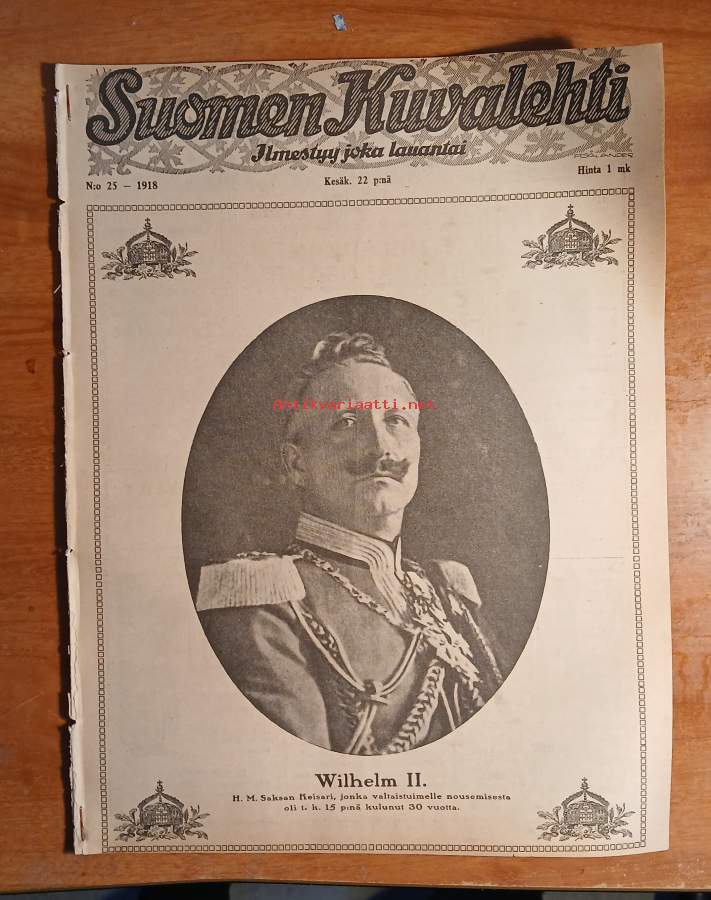 Suomen Kuvalehti
Ilmestyy joka lauantai
N:o 25 — 1918 Kesäk. 22 p:nä Hinta 1 mk
Antikvariaatti.net
Wilhelm II.
H. M. Saksan Keisari, jonka valtaistuimelle nousemisesta
oli t. k. 15 p:nä kulunut 30 vuotta.